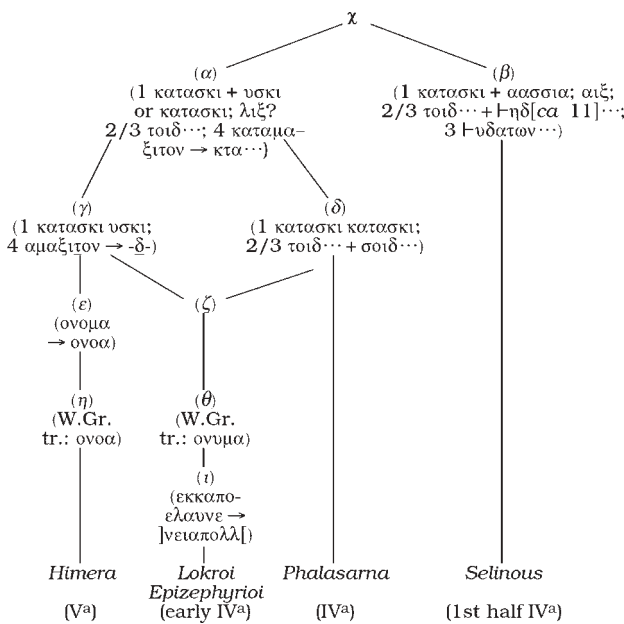 χ
(α)
(1 κατασκι + υσκι
or κατασκι; λιξ?
2/3 τοιδ···; 4 καταμα–
ξιτον → κτα···)
(β)
(1 κατασκι + αασσια; αιξ;
2/3 τοιδ··· + ⊢ηδ[ca 11]···;
3 ⊢υδατων···)
(γ)
(1 κατασκι υσκι;
4 αμαξιτον → -δ-)
(δ)
(1 κατασκι κατασκι;
2/3 τοιδ··· + σοιδ···)
(ε)
(ονομα
→ ονοα)
(ζ)
(η)
(W.Gr.
tr.: ονοα)
(θ)
(W.Gr.
tr.: ονυμα)
(ι)
(εκκαπο-
ελαυνε →
]νειαπολλ[)
Himera
(Vᵃ)
Lokroi
Epizephyrioi
(early IVᵃ)
Phalasarna
(IVᵃ)
Selinous
(1st half IVᵃ)